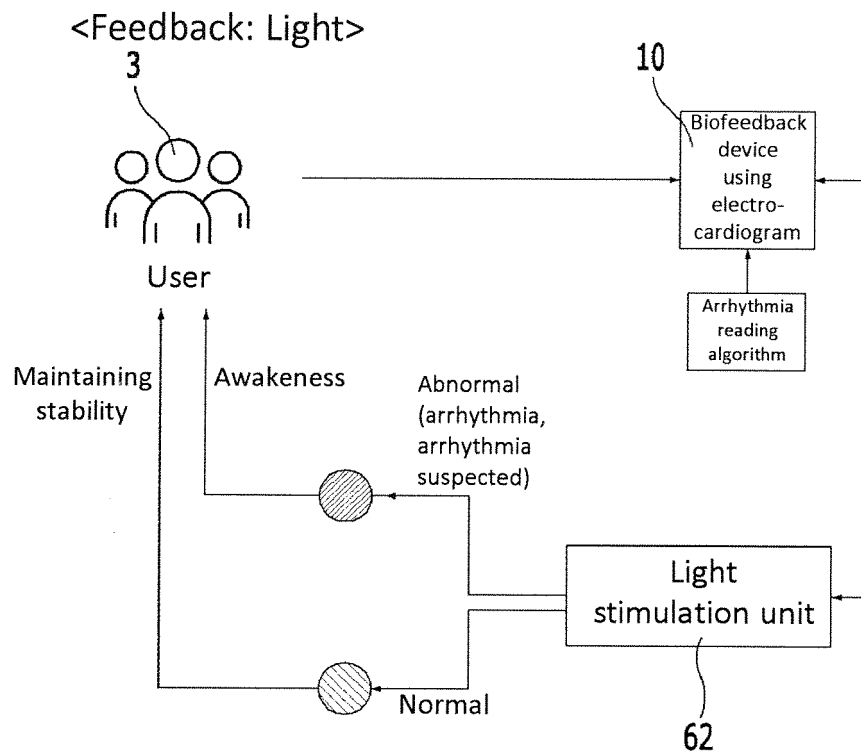 <Feedback: Light>
3
10
Biofeedback
device
using
electro-
cardiogram
User
Arrhythmia
reading
algorithm
Maintaining
stability
Awakeness
Abnormal
(arrhythmia,
arrhythmia
suspected)
Light
stimulation unit
Normal
62